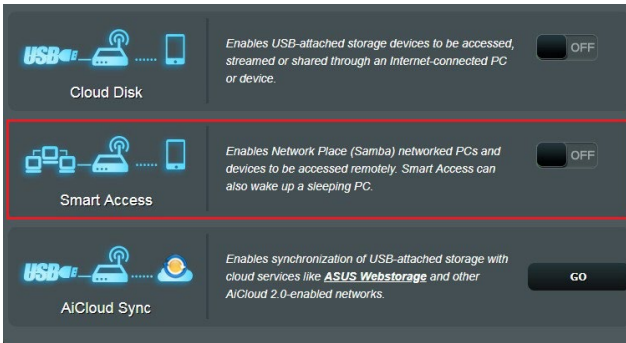 Enables USB-attached storage devices to be accessed,
streamed or shared through an Internet-connected PC
or device.
OFF
USB
Cloud Disk
Enables Network Place (Samba) networked PCs and
devices to be accessed remotely. Smart Access can
also wake up a sleeping PC.
OFF
Smart Access
Enables synchronization of USB-attached storage with
cloud services like ASUS Webstorage and other
AiCloud 2.0-enabled networks.
GO
USB
AiCloud Sync